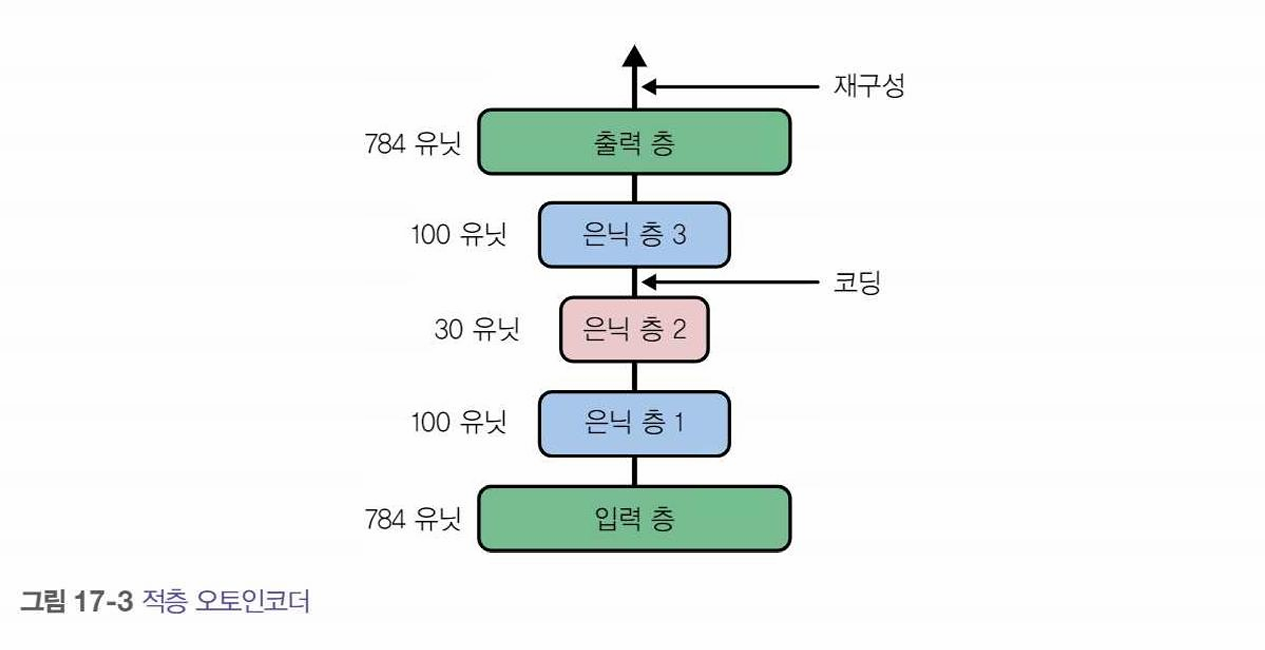 재구성
784 유닛
출력 층
100 유닛
은닉 층 3
코딩
30 유닛
은닉 층 2
100 유닛
은닉 층 1
784 유닛
입력 층
그림 17-3 적층 오토인코더